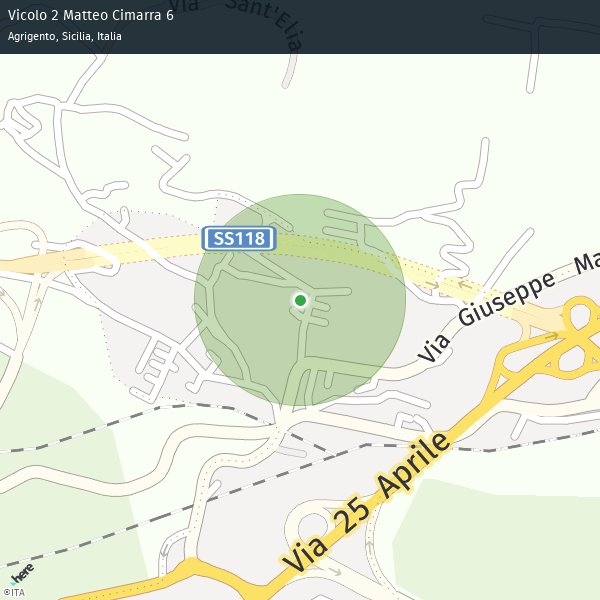 Vicolo 2 Matteo Cimarra 6
Agrigento, Sicilia, Italia
Via Sant'Elia
SS118
Via Giuseppe Ma
Via 25 Aprile
here
©ITA